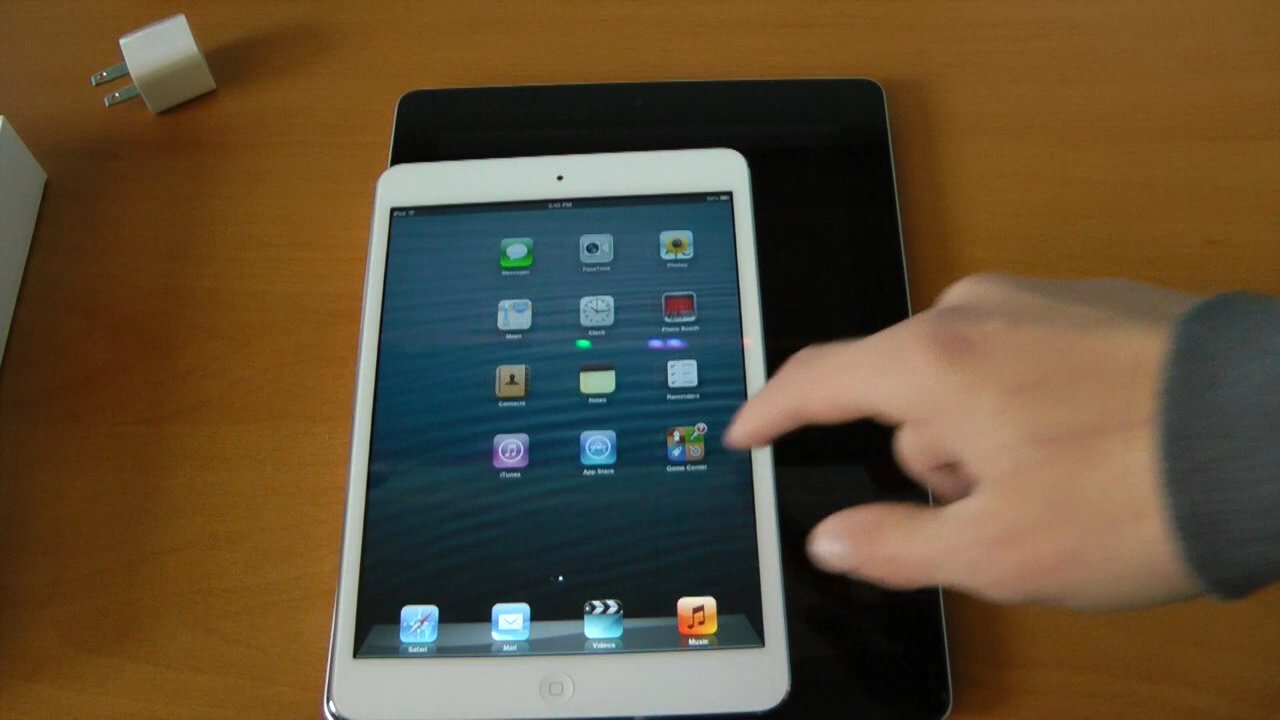 iPod
Messages
FaceTime
Photos
Maps
Clock
Photo Booth
Contacts
Notes
Reminders
iTunes
App Store
Game Center
Safari
Mail
Videos
Music